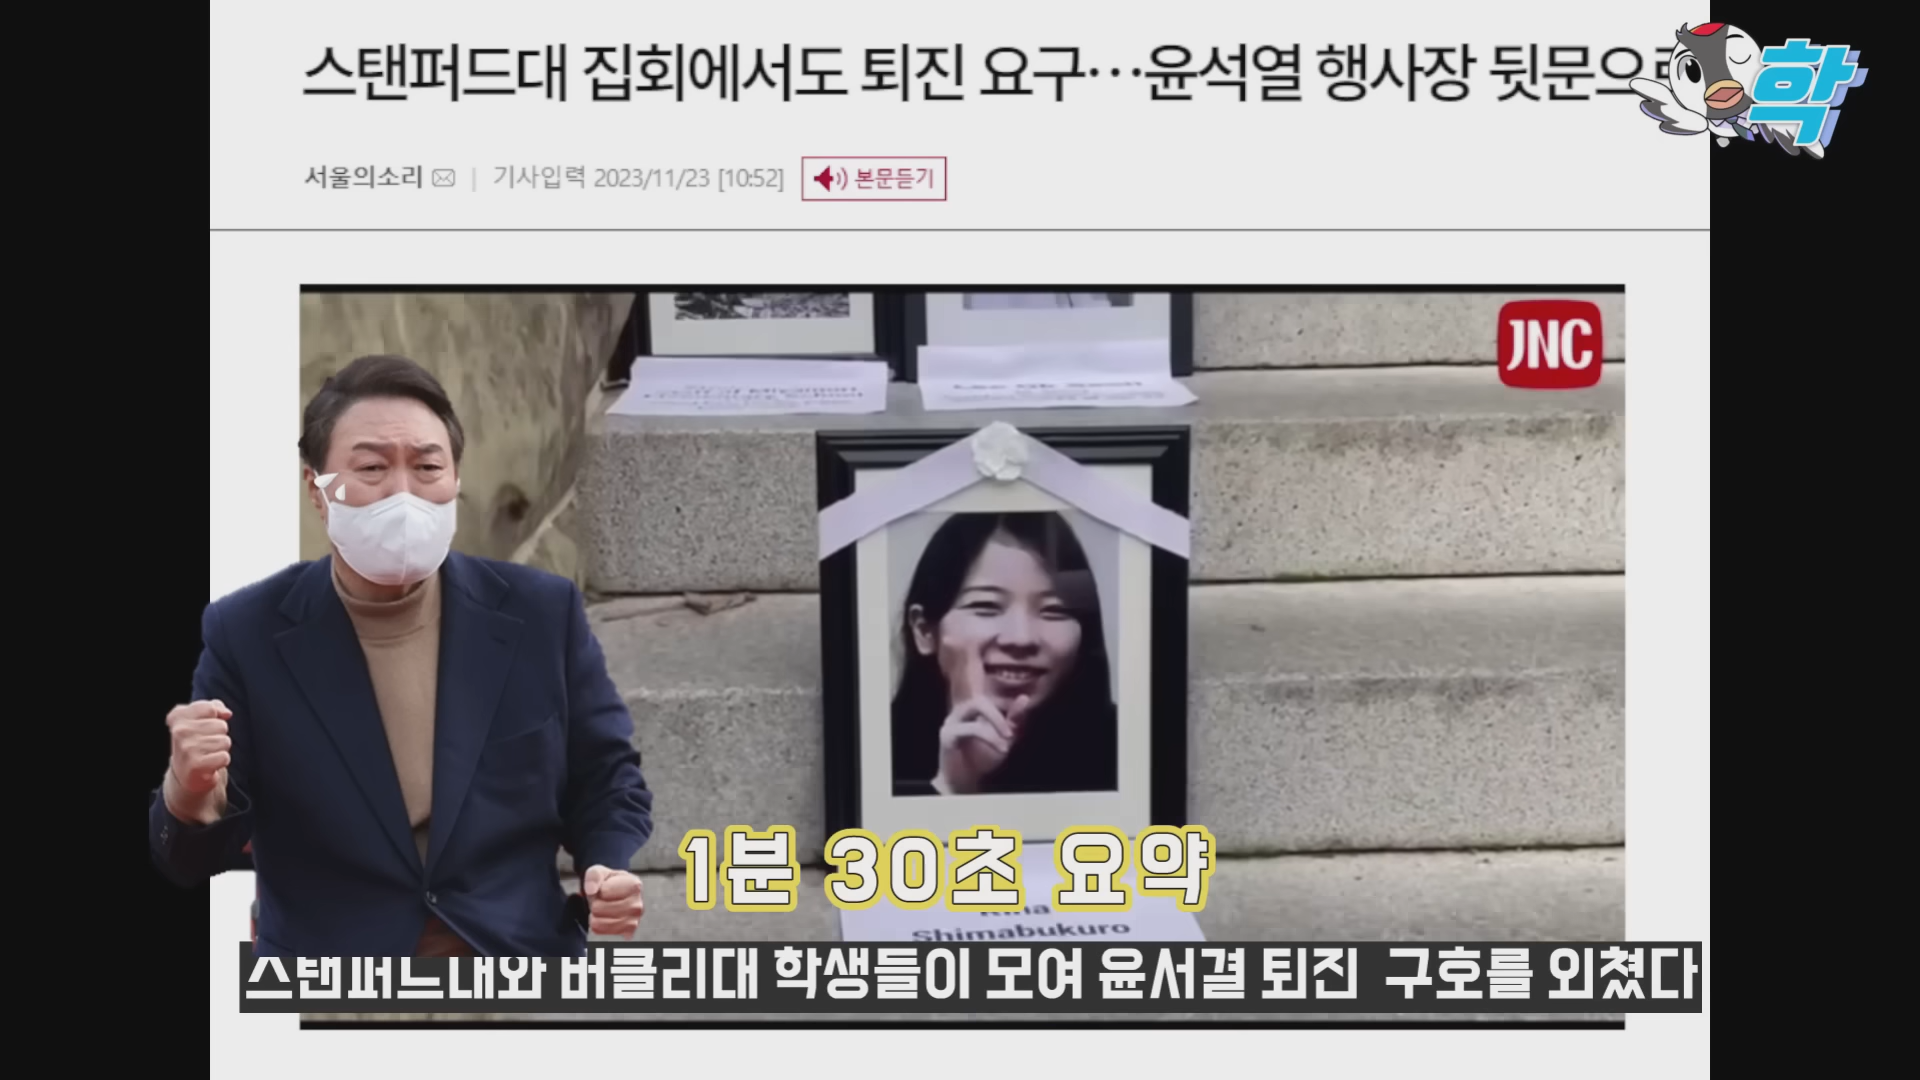 스탠퍼드대 집회에서도 퇴진 요구…윤석열 행사장 뒷문으로
학
서울의소리 | 기사입력 2023/11/23 [10:52] 본문듣기
JNC
1분 30초 요약
Shimabukuro
스탠퍼드대와 버클리대 학생들이 모여 윤서결 퇴진 구호를 외쳤다